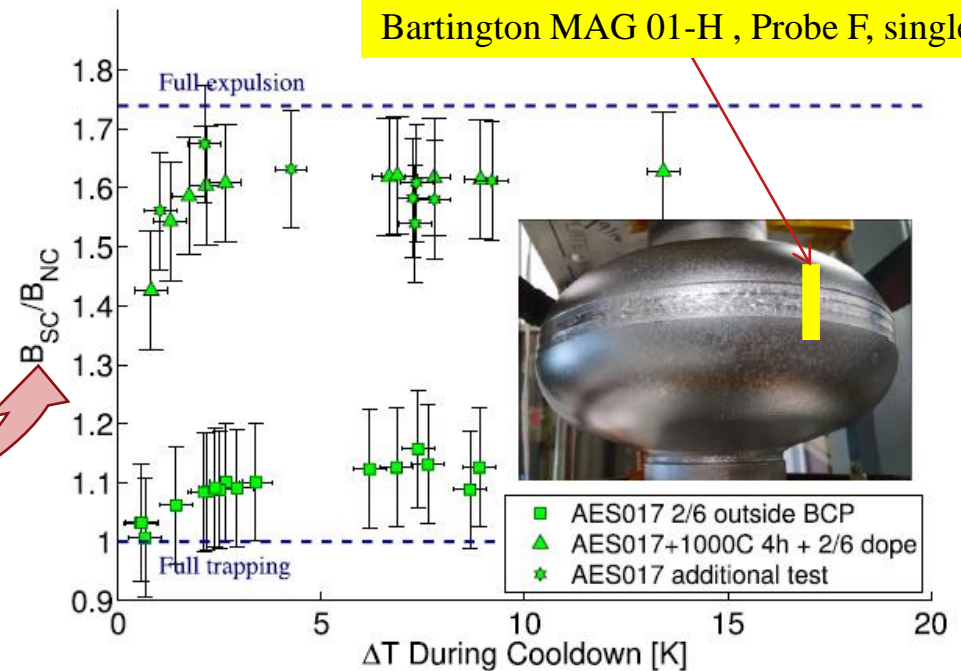 Bartington MAG 01-H , Probe F, single
Full expulsion
1.8
1.7
1.6
1.5
1.4
1.3
1.2
1.1
1
0.9
B_SC/B_NC
Full trapping
AES017 2/6 outside BCP
AES017+1000C 4h + 2/6 dope
AES017 additional test
0 5 10 15 20
ΔT During Cooldown [K]